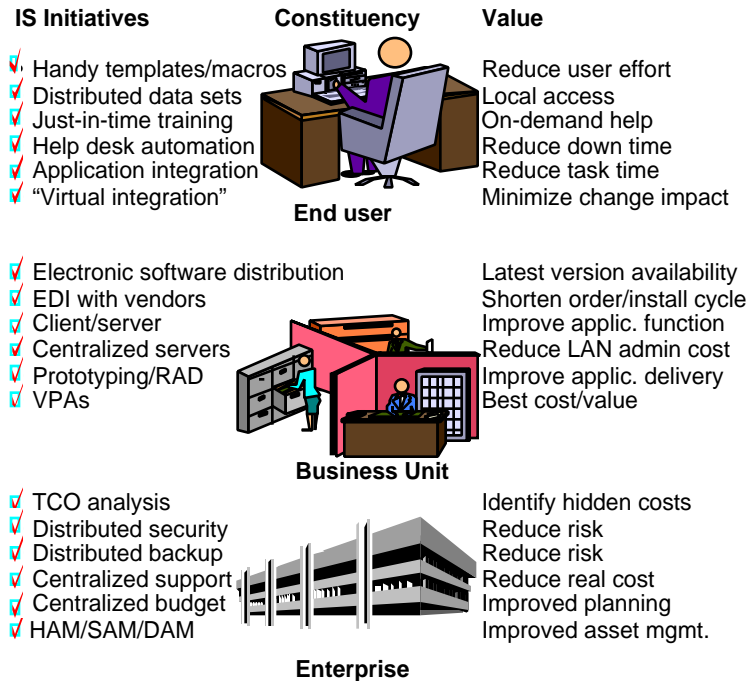 IS Initiatives Constituency Value
Handy templates/macros Reduce user effort
Distributed data sets Local access
Just-in-time training On-demand help
Help desk automation Reduce down time
Application integration Reduce task time
“Virtual integration” Minimize change impact
End user
Electronic software distribution Latest version availability
EDI with vendors Shorten order/install cycle
Client/server Improve applic. function
Centralized servers Reduce LAN admin cost
Prototyping/RAD Improve applic. delivery
VPAs Best cost/value
Business Unit
TCO analysis Identify hidden costs
Distributed security Reduce risk
Distributed backup Reduce risk
Centralized support Reduce real cost
Centralized budget Improved planning
HAM/SAM/DAM Improved asset mgmt.
Enterprise